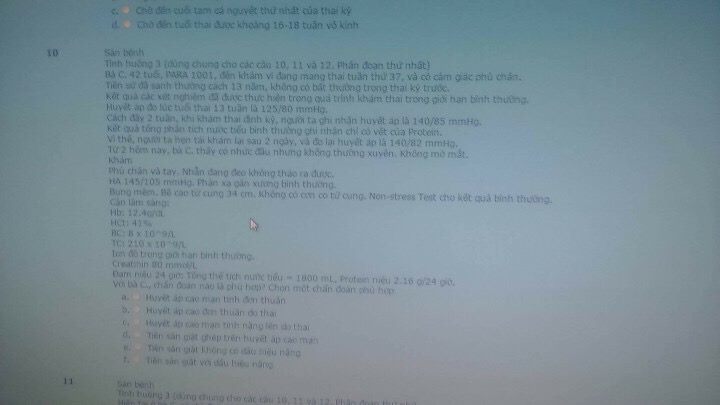 c. Chờ đến cuối tam cá nguyệt thứ nhất của thai kỳ
d. Chờ đến tuổi thai được khoảng 16-18 tuần vô kinh
10
Sản bệnh
Tình huống 3 (dùng chung cho các câu 10, 11 và 12. Phân đoạn thứ nhất)
Bà C. 42 tuổi, PARA 1001, đến khám vì đang mang thai tuần thứ 37, và có cảm giác phù chân.
Tiền sử đã sanh thường cách 13 năm, không có bất thường trong thai kỳ trước.
Kết quả các xét nghiệm đã được thực hiện trong quá trình khám thai trong giới hạn bình thường.
Huyết áp đo lúc tuổi thai 13 tuần là 125/80 mmHg.
Cách đây 2 tuần, khi khám thai định kỳ, người ta ghi nhận huyết áp là 140/85 mmHg.
Kết quả tổng phân tích nước tiểu bình thường ghi nhận chỉ có vết của Protein.
Vì thế, người ta hẹn tái khám lại sau 2 ngày, và đo lại huyết áp là 140/82 mmHg.
Từ 2 hôm nay, bà C. thấy có nhức đầu nhưng không thường xuyên. Không mờ mắt.
Khám
Phù chân và tay. Nhẫn đang đeo không tháo ra được.
HA 145/105 mmHg. Phản xạ gân xương bình thường.
Bụng mềm. Bề cao tử cung 34 cm. Không có cơn co tử cung. Non-stress Test cho kết quả bình thường.
Cận lâm sàng:
Hb: 12.4g/dL
HCt: 41%
BC: 8 x 10^9/L
TC: 210 x 10^9/L
Ion đồ trong giới hạn bình thường.
Creatinin 80 mmol/L
Đạm niệu 24 giờ: Tổng thể tích nước tiểu = 1800 mL, Protein niệu 2.16 g/24 giờ.
Với bà C., chẩn đoán nào là phù hợp? Chọn một chẩn đoán phù hợp
a. Huyết áp cao mạn tính đơn thuần
b. Huyết áp cao đơn thuần do thai
c. Huyết áp cao mạn tính nặng lên do thai
d. Tiền sản giật ghép trên huyết áp cao mạn
e. Tiền sản giật không có dấu hiệu nặng
f. Tiền sản giật với dấu hiệu nặng
11
Sản bệnh
Tình huống 3 (dùng chung cho các câu 10, 11 và 12. Phân đoạn thứ